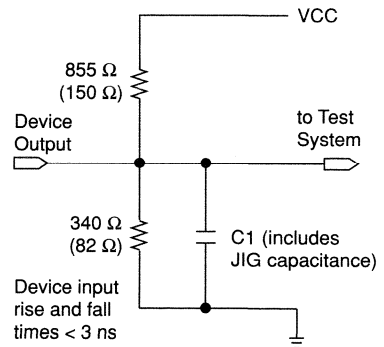 VCC
855 Ω
(150 Ω)
Device
Output
to Test
System
340 Ω
(82 Ω)
C1 (includes
JIG capacitance)
Device input
rise and fall
times < 3 ns